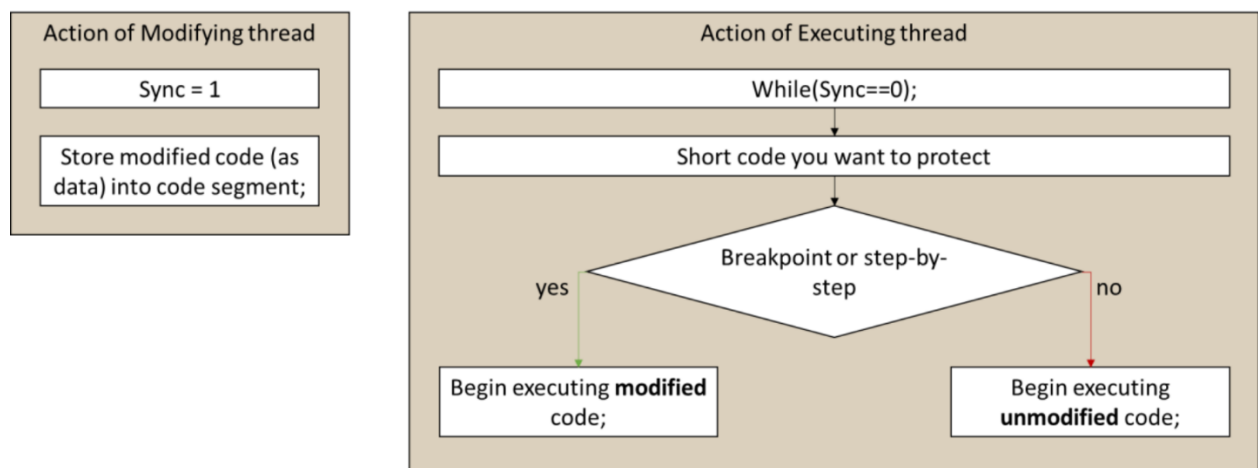 Action of Modifying thread
Sync = 1
Store modified code (as
data) into code segment;
Action of Executing thread
While(Sync==0);
Short code you want to protect
Breakpoint or step-by-
step
yes
no
Begin executing modified
code;
Begin executing
unmodified code;